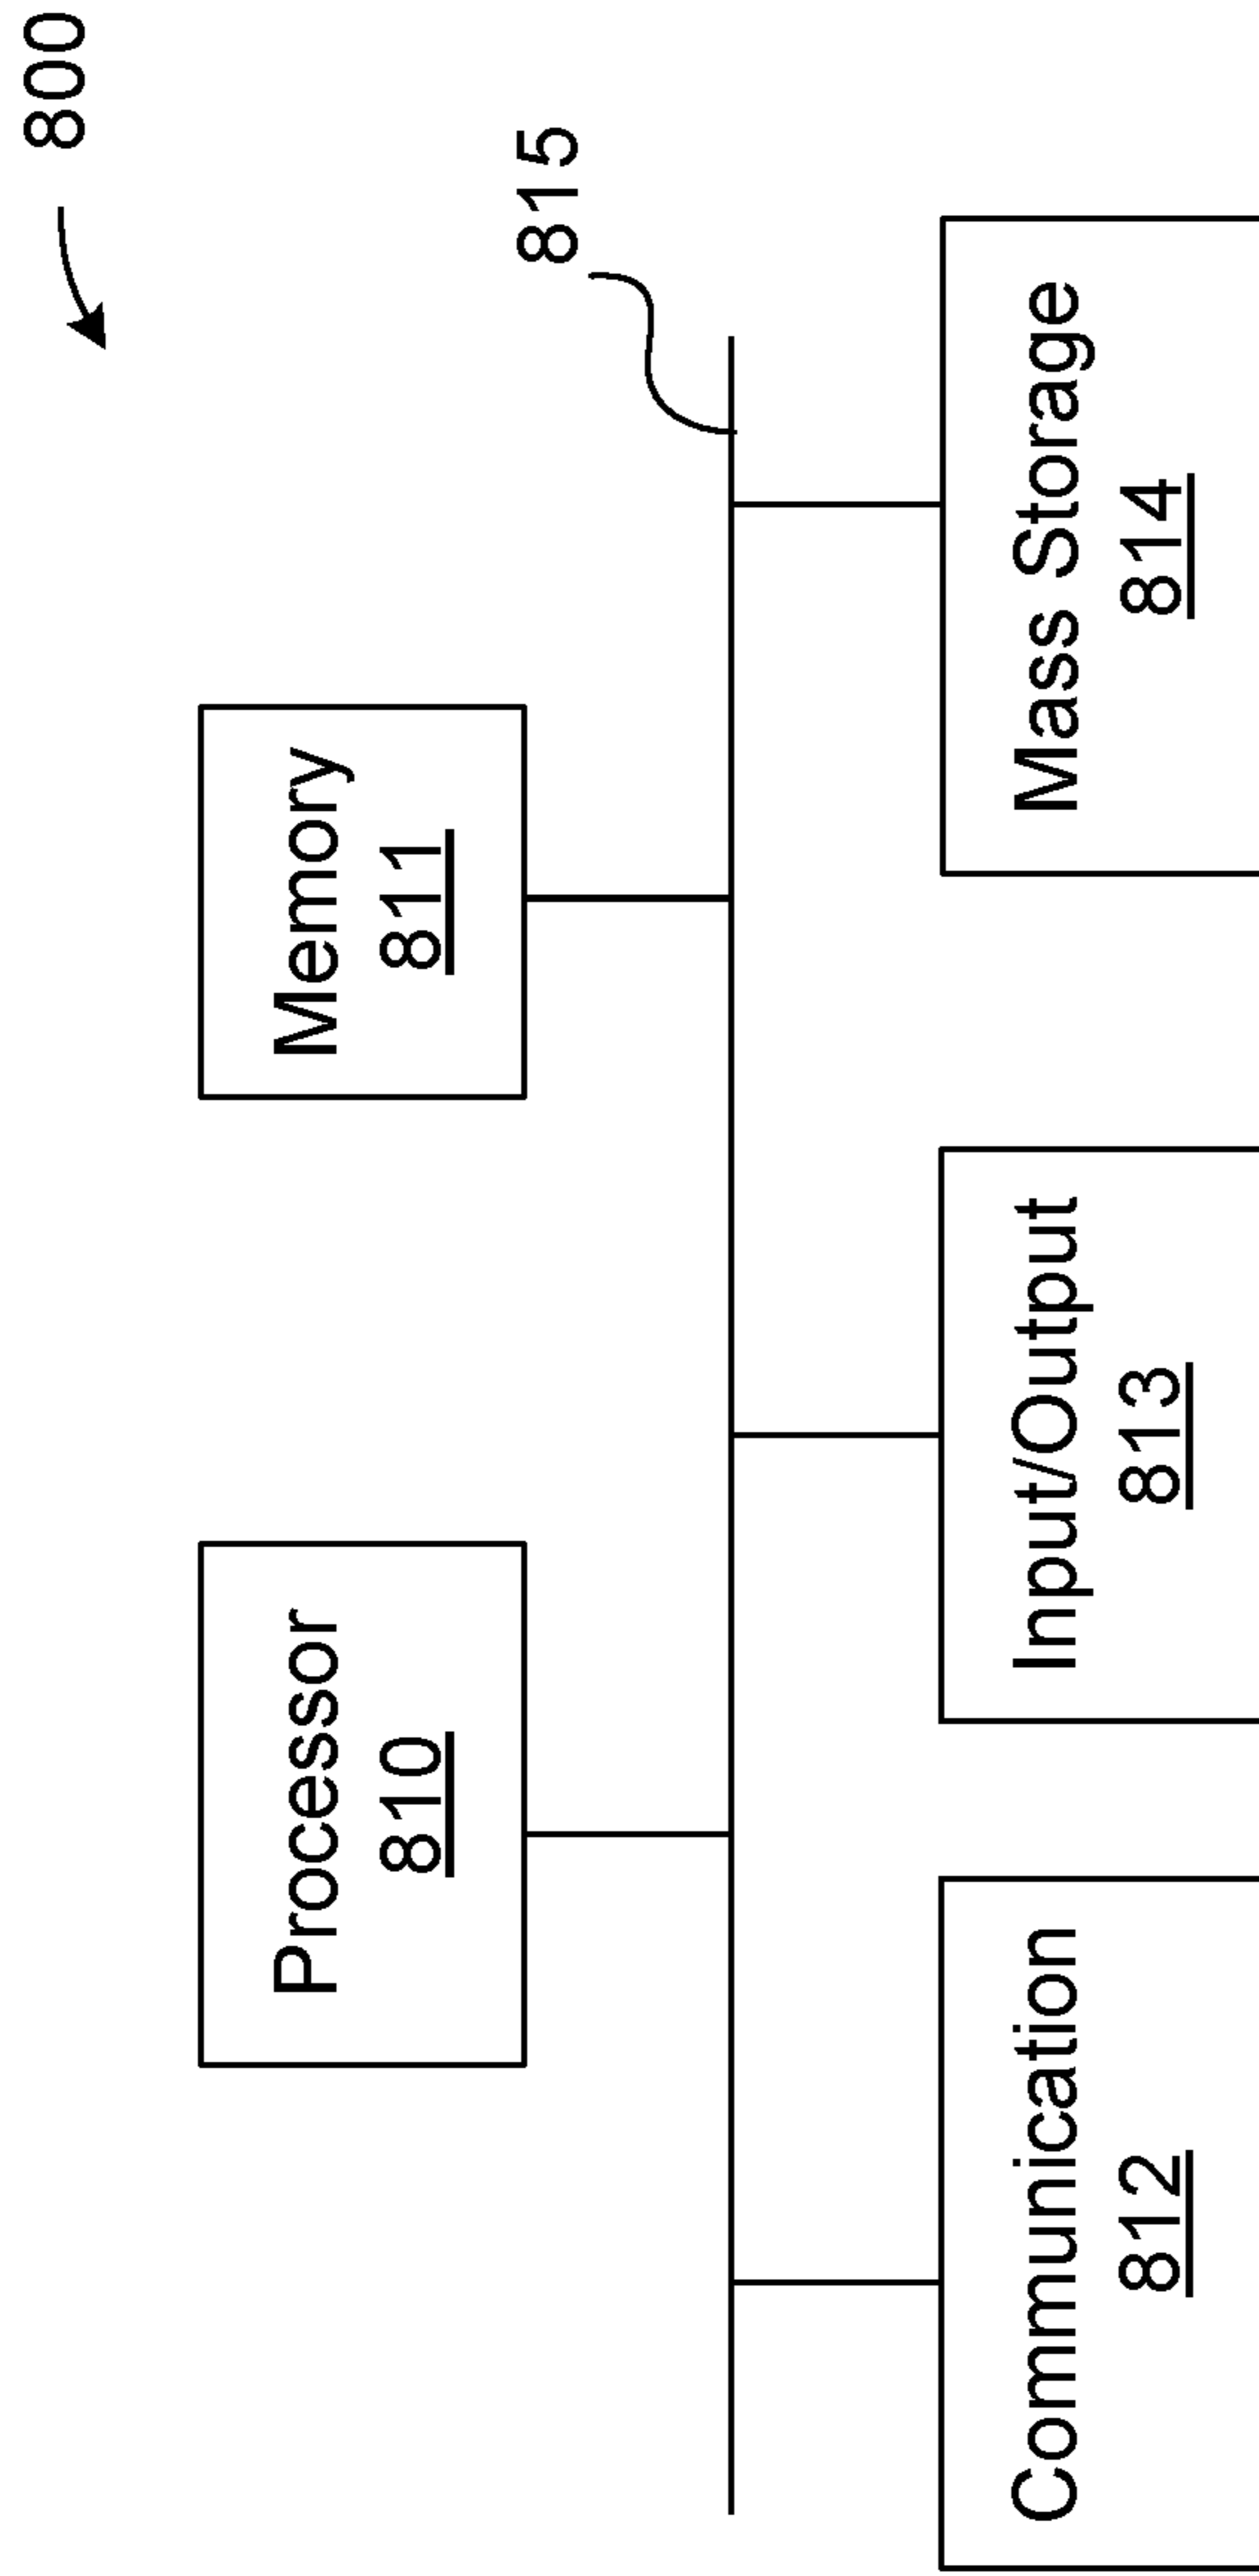 800
Processor
810
Memory
811
815
Communication
812
Input/Output
813
Mass Storage
814